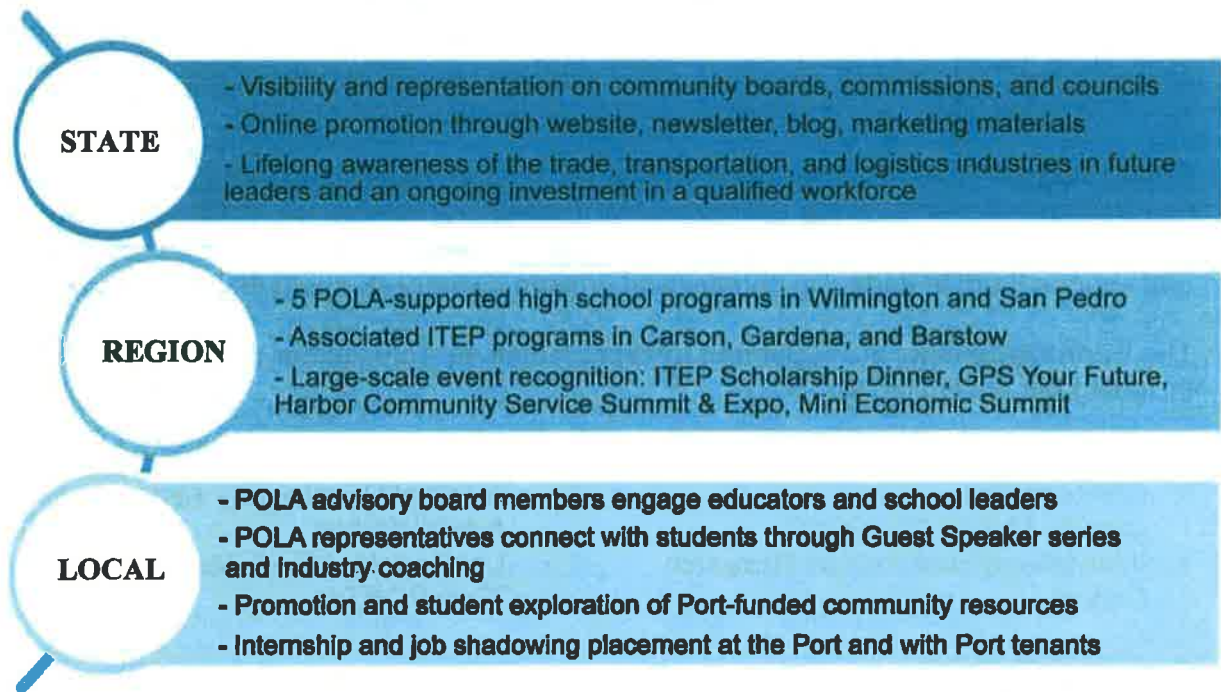 STATE
- Visibility and representation on community boards, commissions, and councils
- Online promotion through website, newsletter, blog, marketing materials
- Lifelong awareness of the trade, transportation, and logistics industries in future
leaders and an ongoing investment in a qualified workforce
REGION
- 5 POLA-supported high school programs in Wilmington and San Pedro
- Associated ITEP programs in Carson, Gardena, and Barstow
- Large-scale event recognition: ITEP Scholarship Dinner, GPS Your Future,
Harbor Community Service Summit & Expo, Mini Economic Summit
LOCAL
- POLA advisory board members engage educators and school leaders
- POLA representatives connect with students through Guest Speaker series
and industry coaching
- Promotion and student exploration of Port-funded community resources
- Internship and job shadowing placement at the Port and with Port tenants